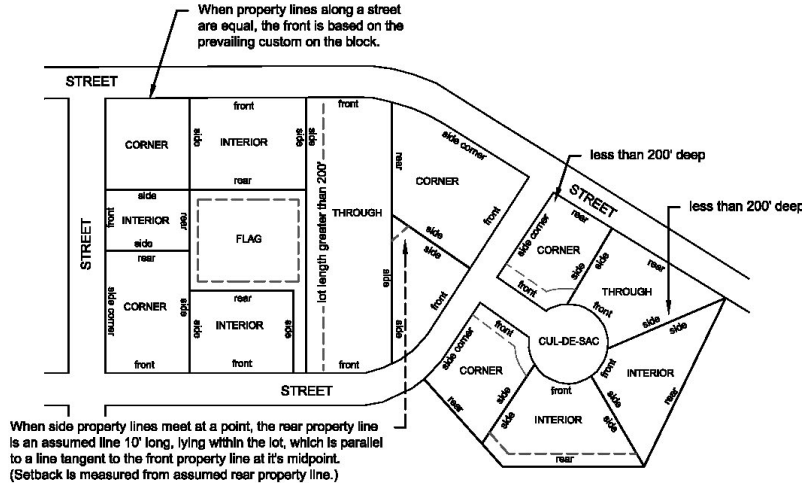 When property lines along a street
are equal, the front is based on the
prevailing custom on the block.
STREET
front
front
side
side
side
side corner
CORNER
INTERIOR
rear
less than 200' deep
rear
CORNER
side
front
INTERIOR
rear
side
FLAG
lot length greater than 200'
THROUGH
front
side
side
STREET
rear
less than 200' deep
side corner
CORNER
side
side
front
rear
THROUGH
front
STREET
rear
side corner
CORNER
side
front
rear
side
INTERIOR
side
front
front
side
front
side
side
CUL-DE-SAC
front
side corner
CORNER
side
rear
front
side
INTERIOR
rear
front
INTERIOR
side
rear
STREET
When side property lines meet at a point, the rear property line
is an assumed line 10' long, lying within the lot, which is parallel
to a line tangent to the front property line at it's midpoint.
(Setback is measured from assumed rear property line.)